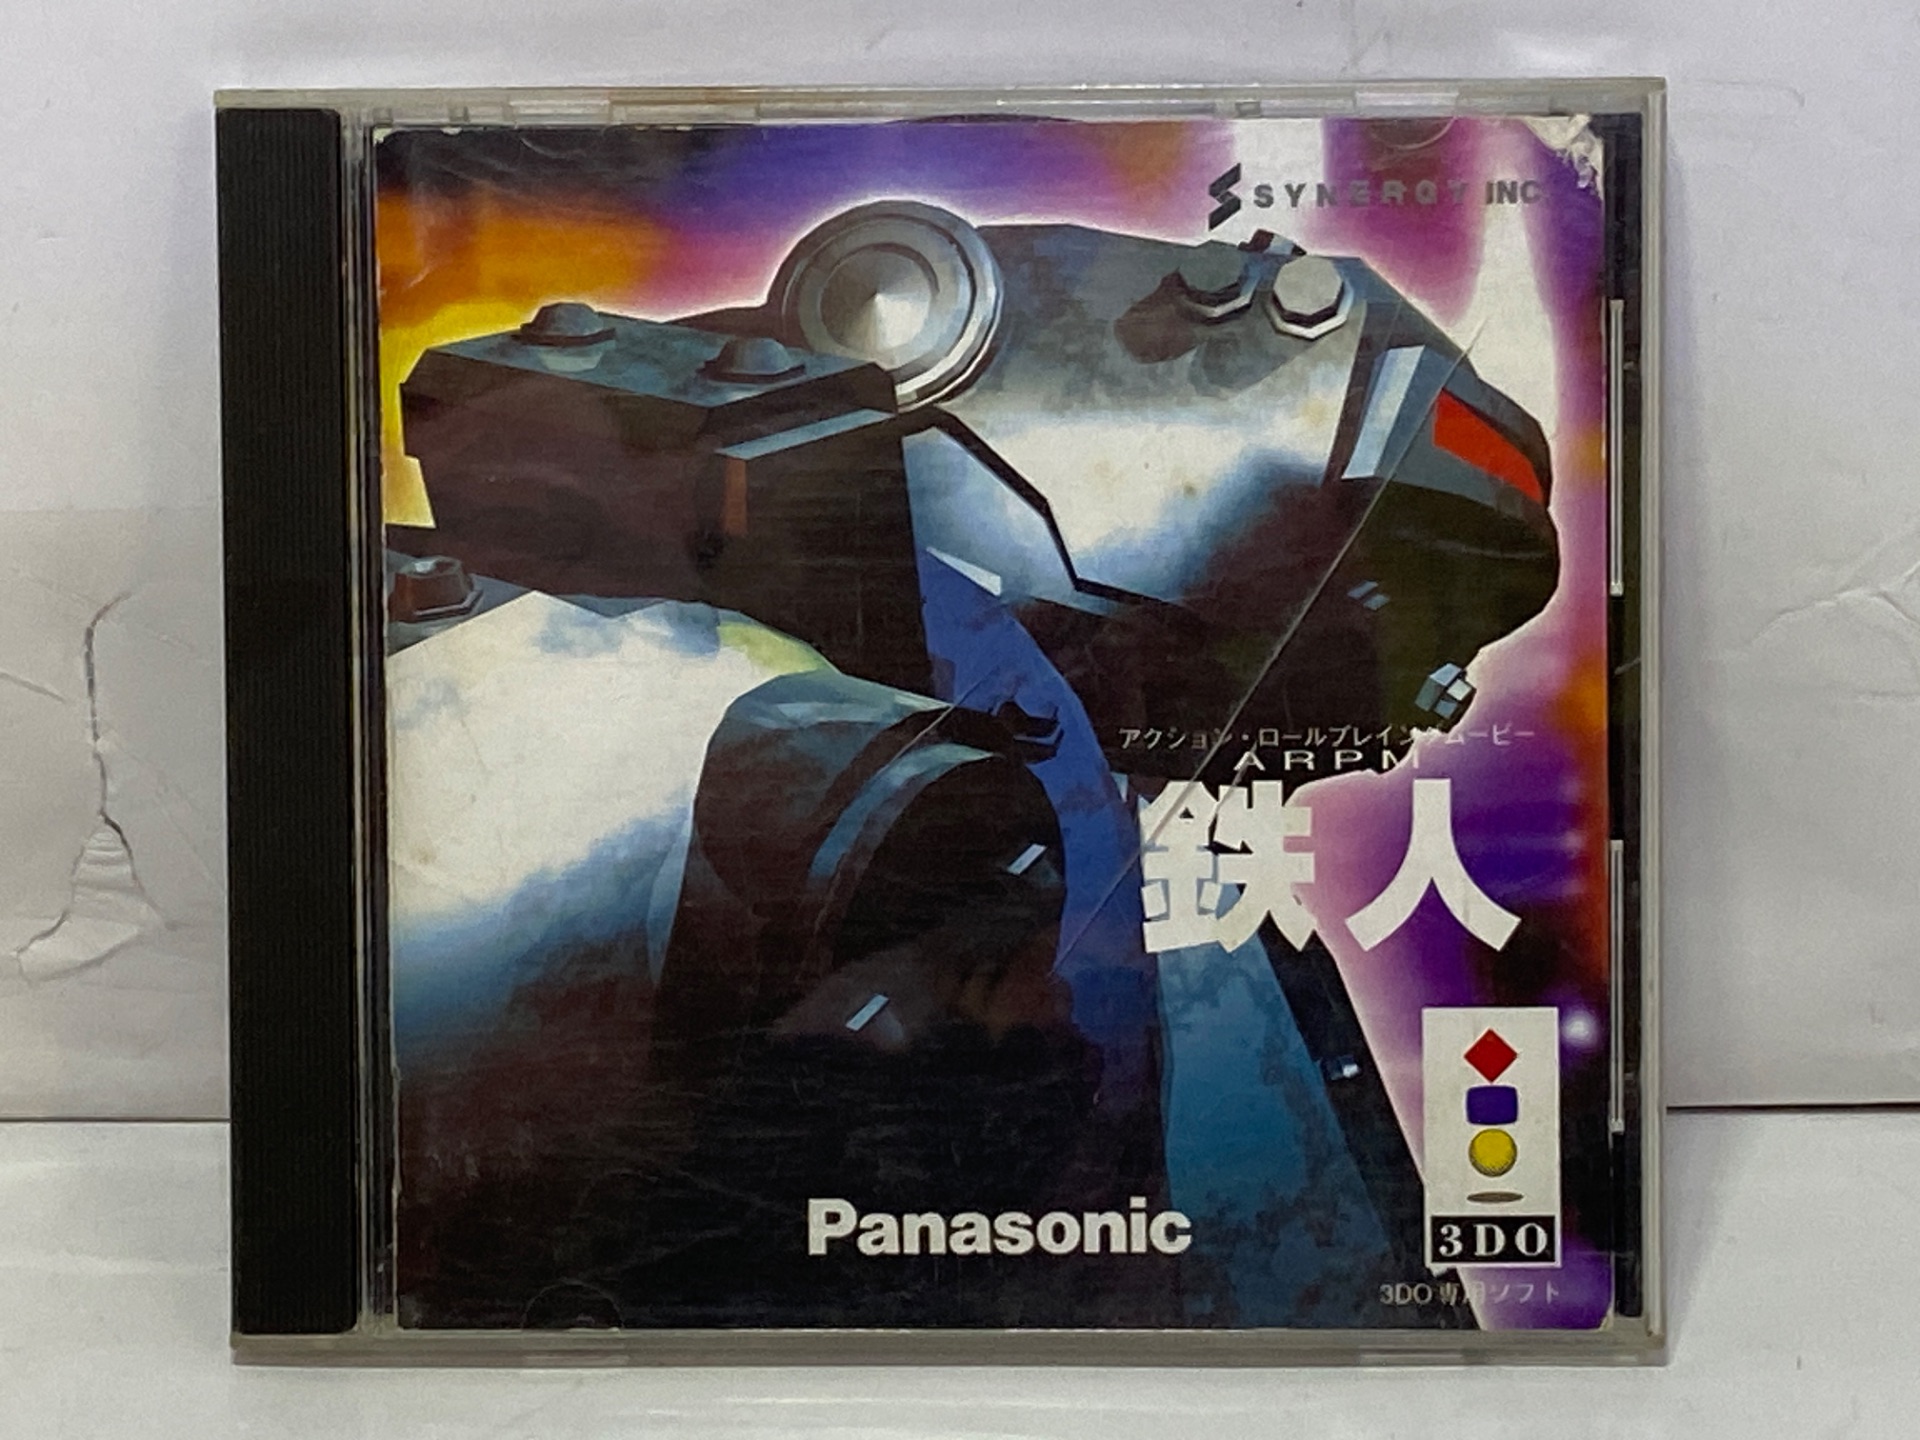 SYNERGY INC.
アクション・ロールプレイングムービー
ARPM
鉄人
3DO
Panasonic
3DO専用ソフト